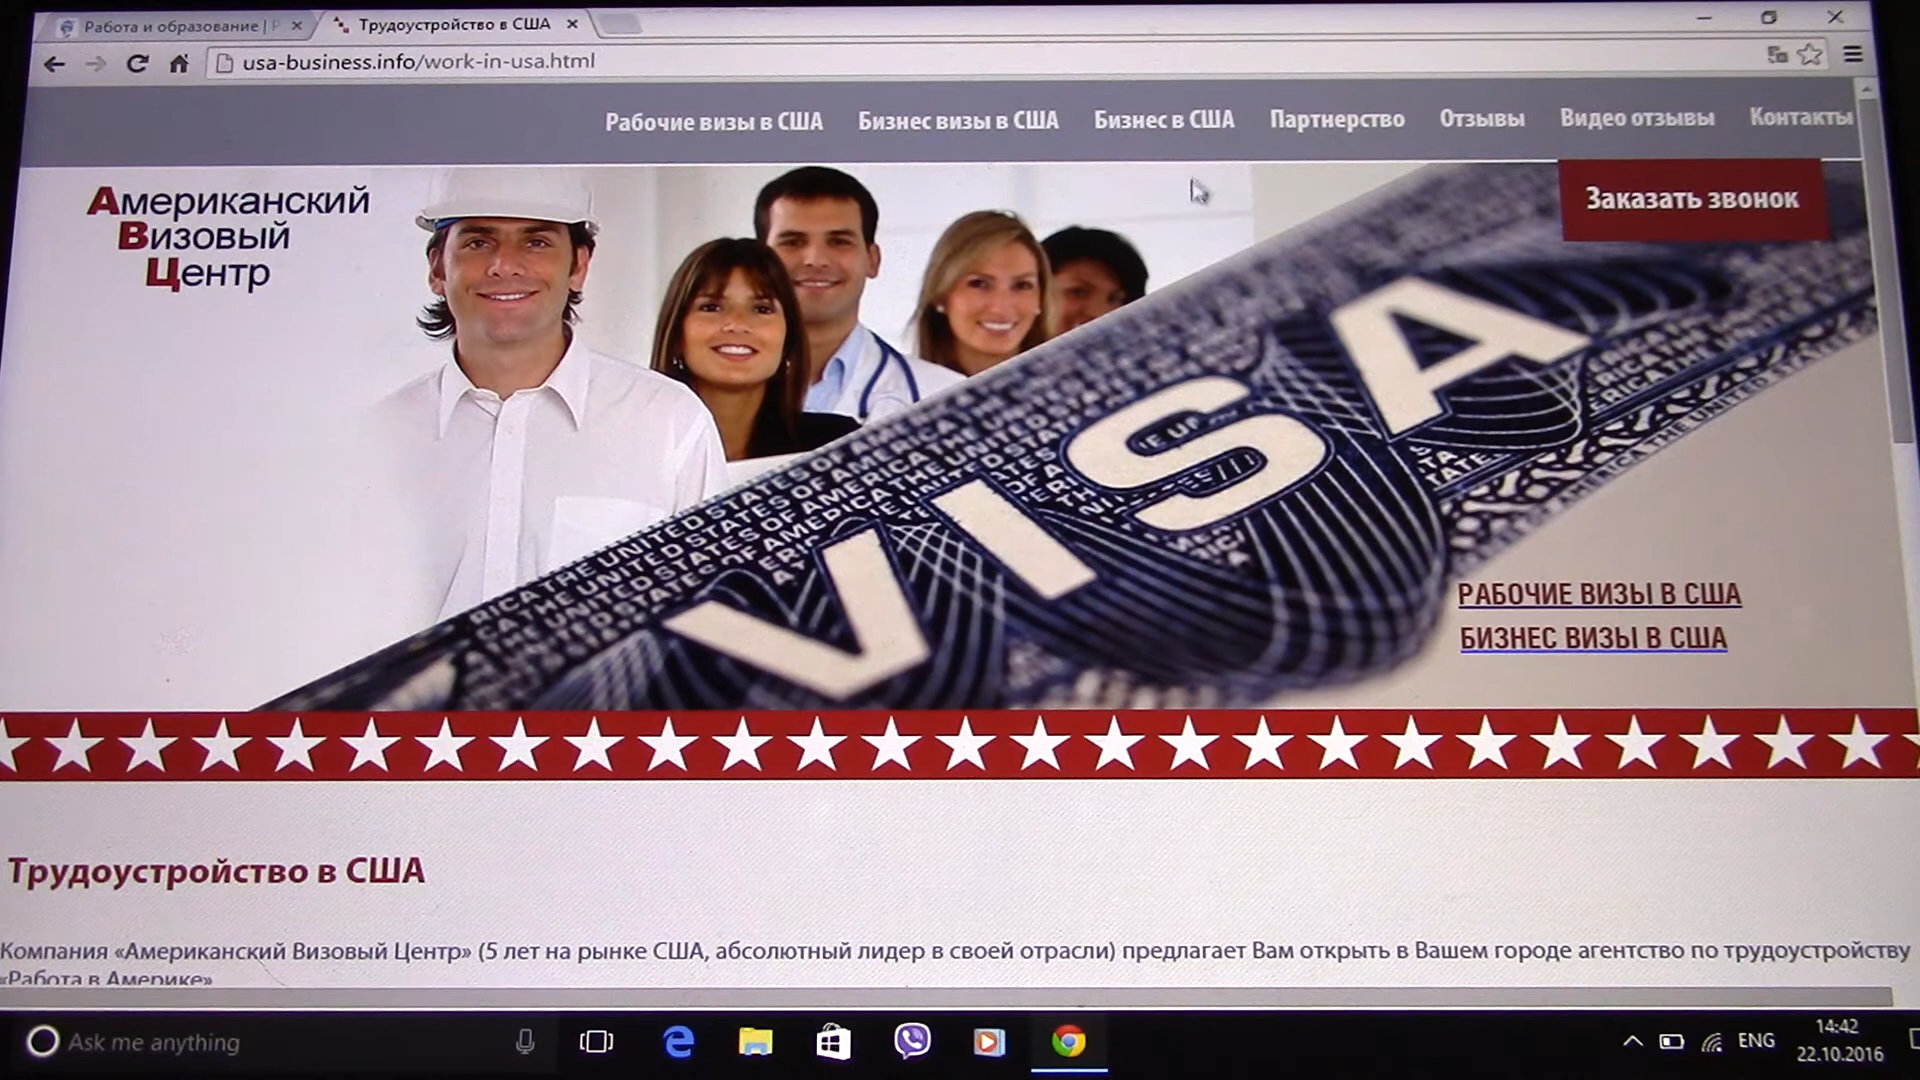 Работа и образование |
Трудоустройство в США
usa-business.info/work-in-usa.html
Рабочие визы в США Бизнес визы в США Бизнес в США Партнерство Отзывы Видео отзывы Контакты
Заказать звонок
Американский
Визовый
Центр
VISA
РАБОЧИЕ ВИЗЫ В США
БИЗНЕС ВИЗЫ В США
Трудоустройство в США
Компания «Американский Визовый Центр» (5 лет на рынке США, абсолютный лидер в своей отрасли) предлагает Вам открыть в Вашем городе агентство по трудоустройству
«Работа в Америке»
Ask me anything
ENG
14:42
22.10.2016